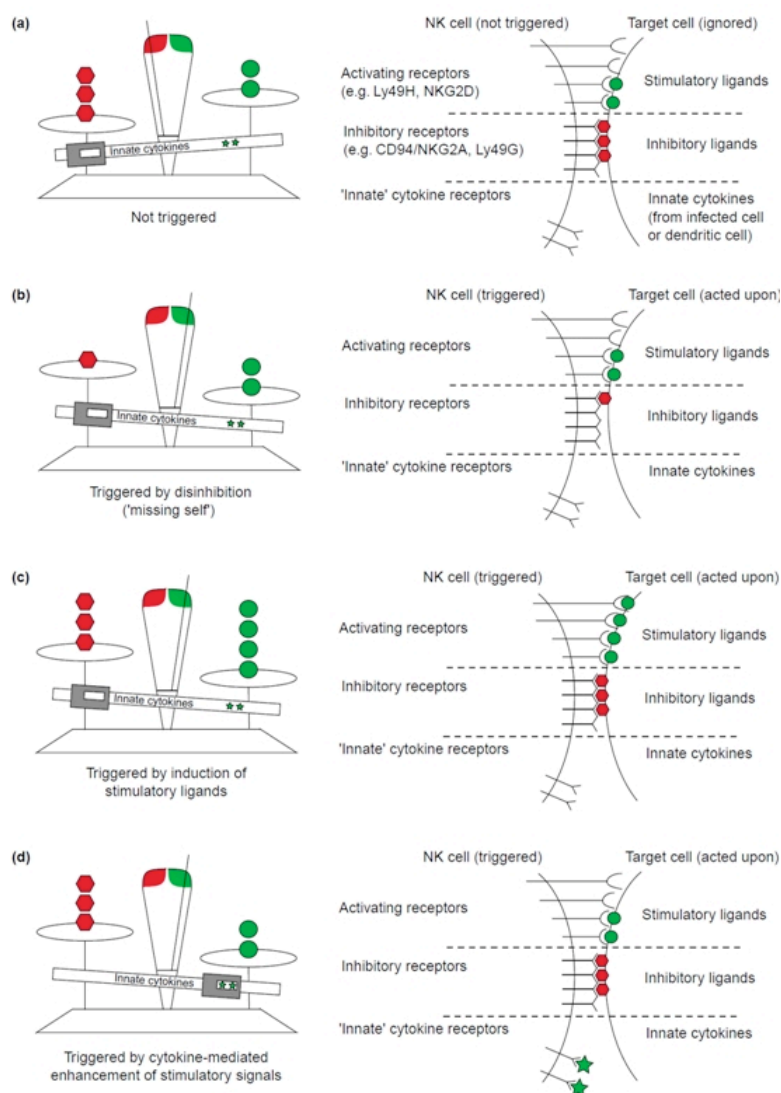 (a)
NK cell (not triggered)
Target cell (ignored)
Activating receptors
(e.g. Ly49H, NKG2D)
Stimulatory ligands
Inhibitory receptors
(e.g. CD94/NKG2A, Ly49G)
Inhibitory ligands
Innate cytokines
Not triggered
'Innate' cytokine receptors
Innate cytokines
(from infected cell
or dendritic cell)
(b)
NK cell (triggered)
Target cell (acted upon)
Activating receptors
Stimulatory ligands
Inhibitory receptors
Inhibitory ligands
Innate cytokines
Triggered by disinhibition
('missing self')
'Innate' cytokine receptors
Innate cytokines
(c)
NK cell (triggered)
Target cell (acted upon)
Activating receptors
Stimulatory ligands
Inhibitory receptors
Inhibitory ligands
Innate cytokines
Triggered by induction of
stimulatory ligands
'Innate' cytokine receptors
Innate cytokines
(d)
NK cell (triggered)
Target cell (acted upon)
Activating receptors
Stimulatory ligands
Inhibitory receptors
Inhibitory ligands
Innate cytokines
Triggered by cytokine-mediated
enhancement of stimulatory signals
'Innate' cytokine receptors
Innate cytokines